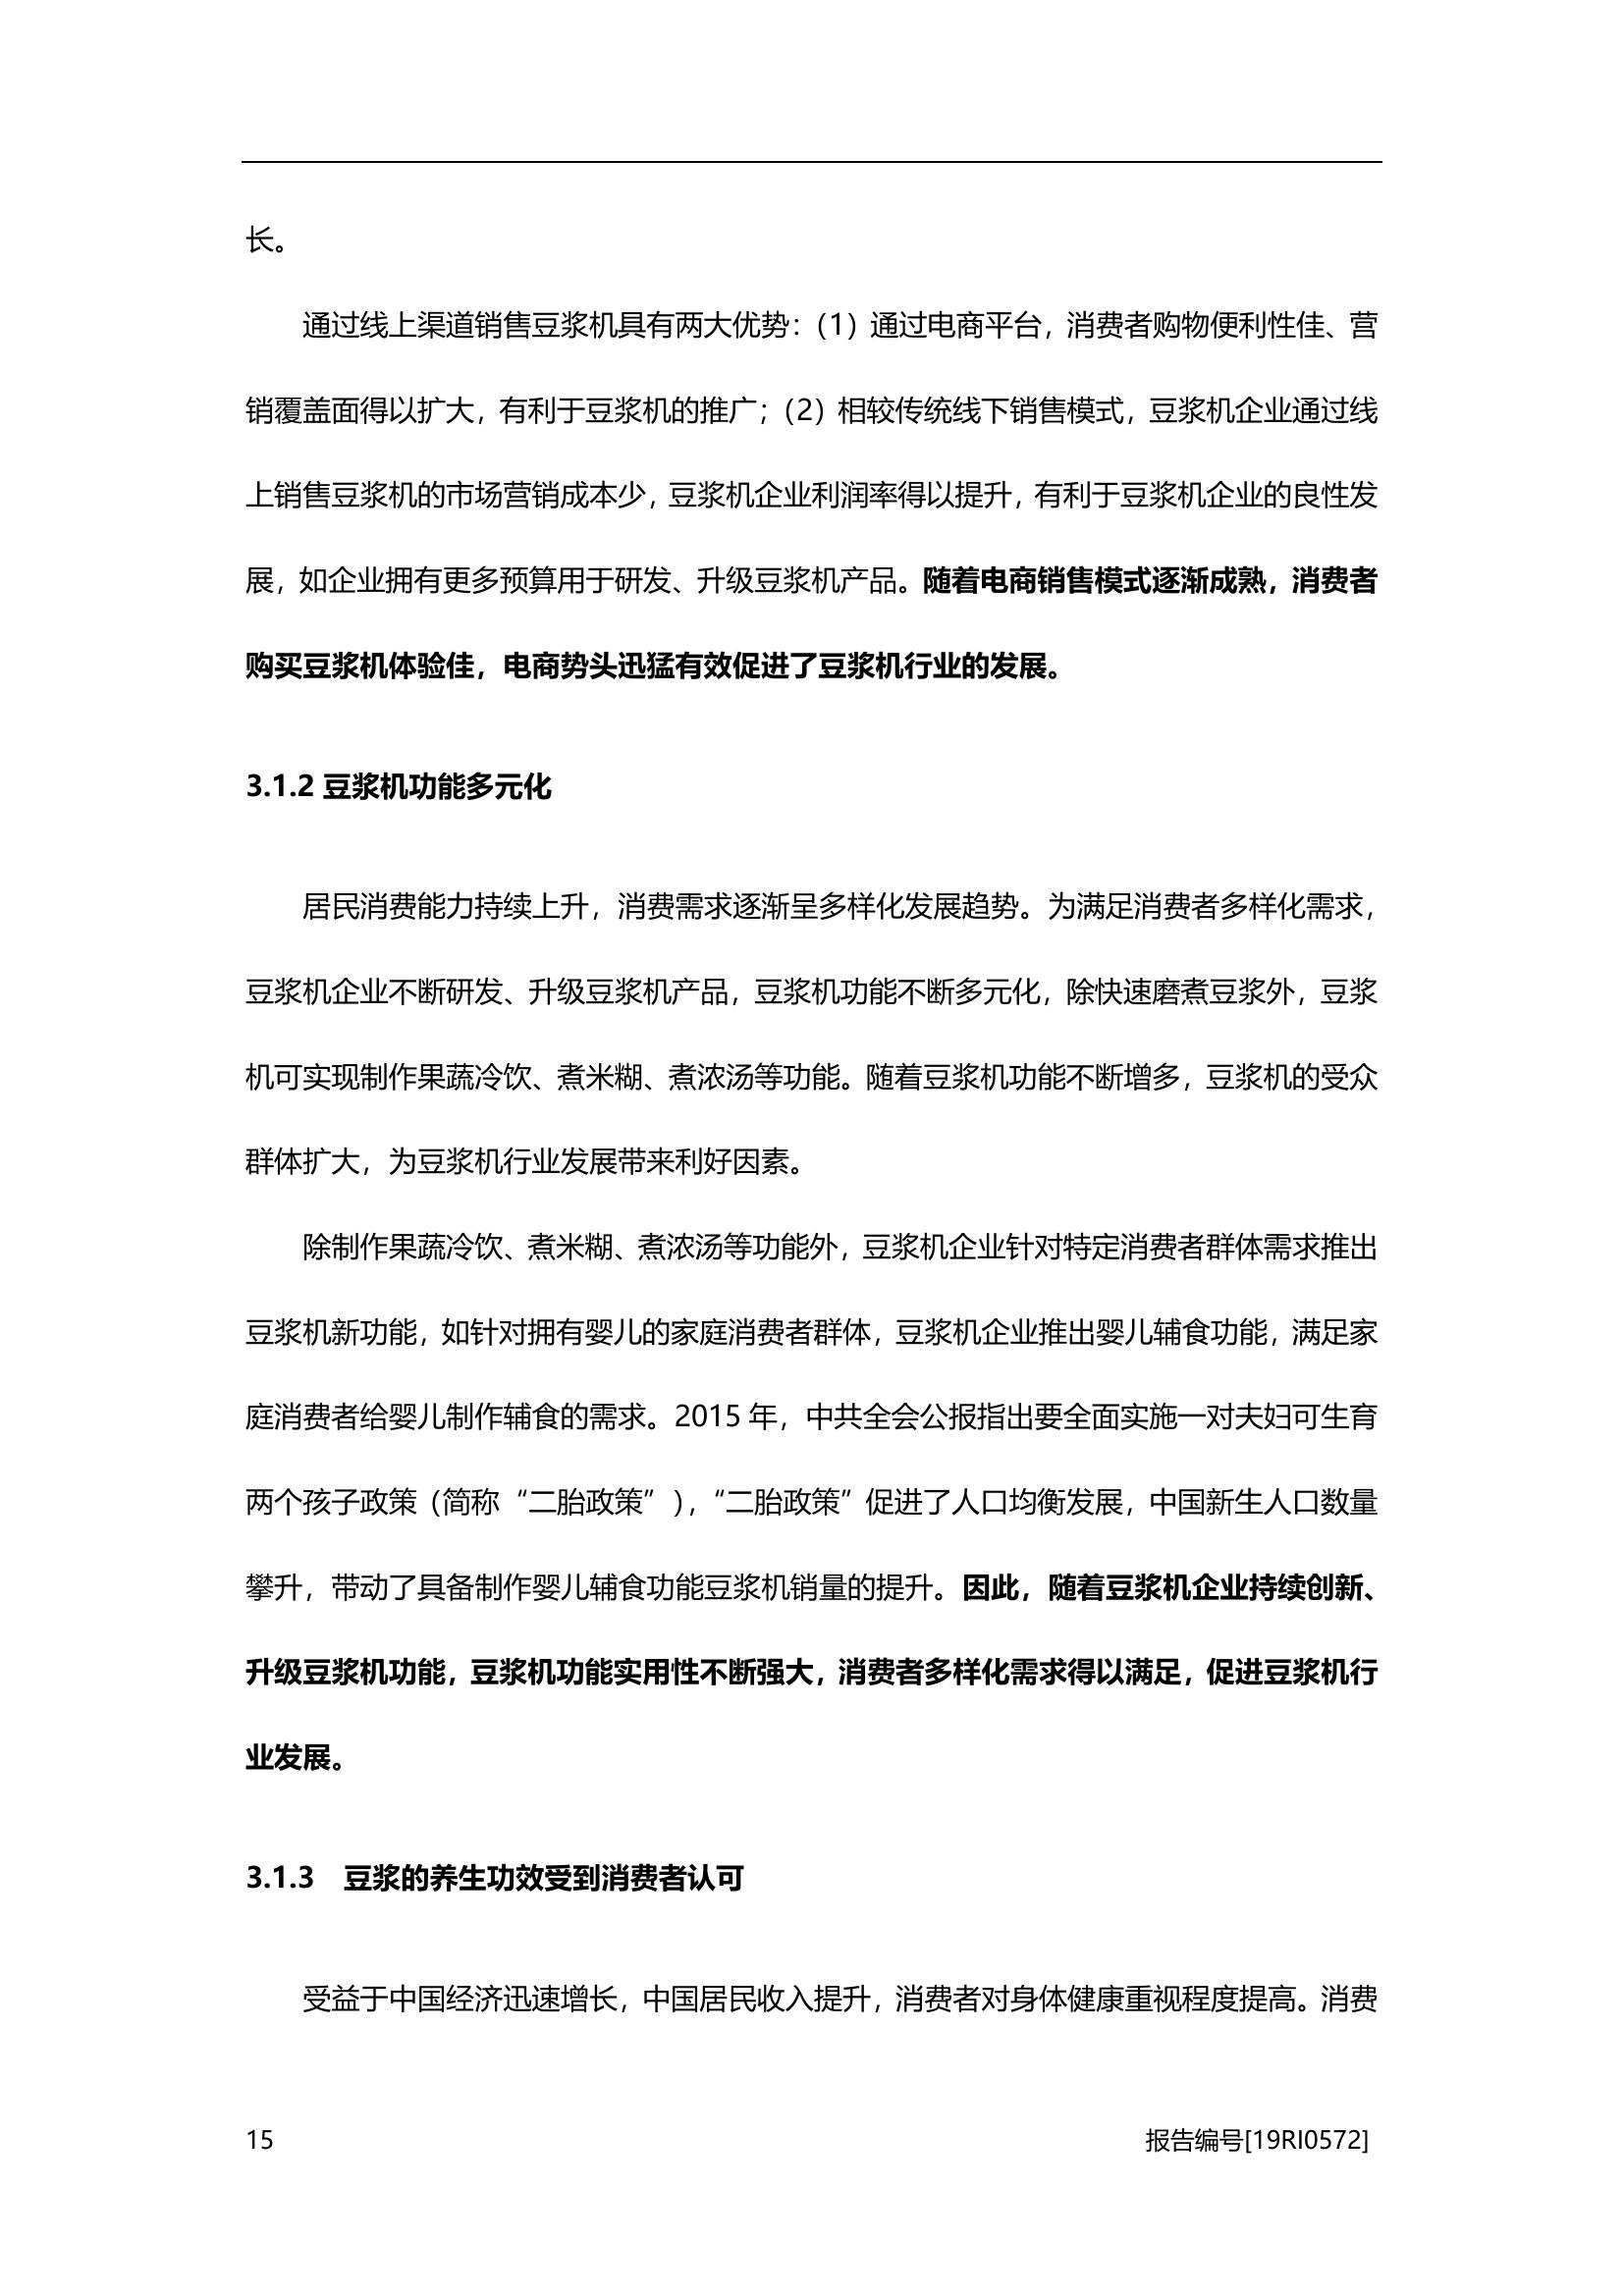 长。
通过线上渠道销售豆浆机具有两大优势：（1）通过电商平台，消费者购物便利性佳、营
销覆盖面得以扩大，有利于豆浆机的推广；（2）相较传统线下销售模式，豆浆机企业通过线
上销售豆浆机的市场营销成本少，豆浆机企业利润率得以提升，有利于豆浆机企业的良性发
展，如企业拥有更多预算用于研发、升级豆浆机产品。随着电商销售模式逐渐成熟，消费者
购买豆浆机体验佳，电商势头迅猛有效促进了豆浆机行业的发展。
3.1.2 豆浆机功能多元化
居民消费能力持续上升，消费需求逐渐呈多样化发展趋势。为满足消费者多样化需求，
豆浆机企业不断研发、升级豆浆机产品，豆浆机功能不断多元化，除快速磨煮豆浆外，豆浆
机可实现制作果蔬冷饮、煮米糊、煮浓汤等功能。随着豆浆机功能不断增多，豆浆机的受众
群体扩大，为豆浆机行业发展带来利好因素。
除制作果蔬冷饮、煮米糊、煮浓汤等功能外，豆浆机企业针对特定消费者群体需求推出
豆浆机新功能，如针对拥有婴儿的家庭消费者群体，豆浆机企业推出婴儿辅食功能，满足家
庭消费者给婴儿制作辅食的需求。2015 年，中共全会公报指出要全面实施一对夫妇可生育
两个孩子政策（简称“二胎政策”），“二胎政策”促进了人口均衡发展，中国新生人口数量
攀升，带动了具备制作婴儿辅食功能豆浆机销量的提升。因此，随着豆浆机企业持续创新、
升级豆浆机功能，豆浆机功能实用性不断强大，消费者多样化需求得以满足，促进豆浆机行
业发展。
3.1.3 豆浆的养生功效受到消费者认可
受益于中国经济迅速增长，中国居民收入提升，消费者对身体健康重视程度提高。消费
15 报告编号[19RI0572]